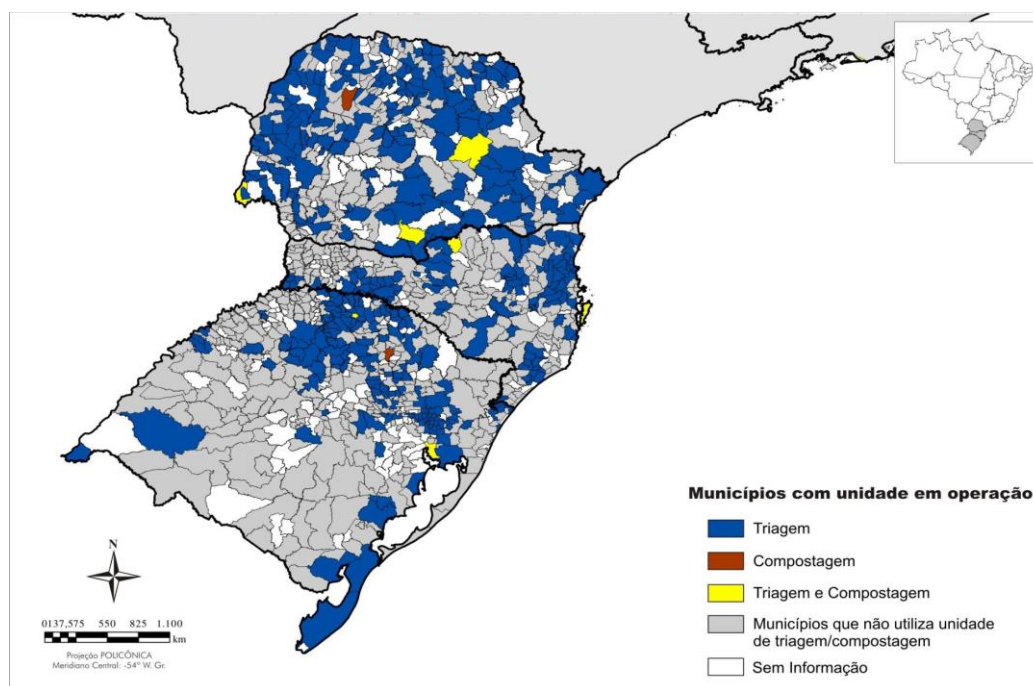 Municípios com unidade em operação
Triagem
Compostagem
Triagem e Compostagem
Municípios que não utiliza unidade
de triagem/compostagem
Sem Informação
N
0137,575 550 825 1.100
km
Projeção POLICÔNICA
Meridiano Central: -54° W. Gr.